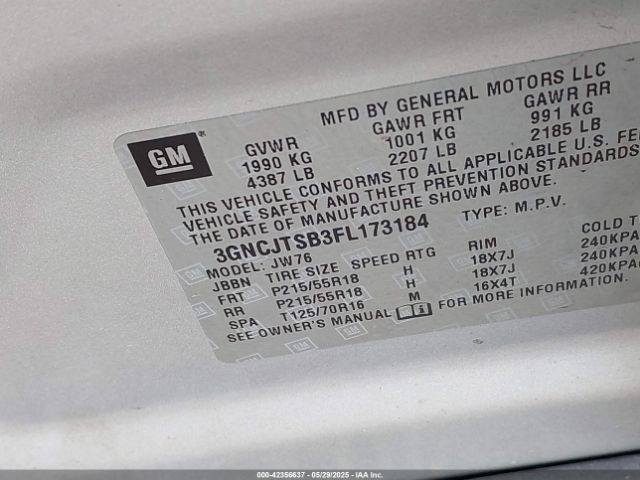 MFD BY GENERAL MOTORS LLC
GM
GVWR GAWR FRT GAWR RR
1990 KG 1001 KG 991 KG
4387 LB 2207 LB 2185 LB
THIS VEHICLE CONFORMS TO ALL APPLICABLE U.S. FE
VEHICLE SAFETY AND THEFT PREVENTION STANDARDS
THE DATE OF MANUFACTURE SHOWN ABOVE.
3GNCJTSB3FL173184 TYPE: M.P.V.
MODEL: JW76
JBBN TIRE SIZE SPEED RTG RIM COLD T
FRT P215/55R18 H 18X7J 240KPA
RR P215/55R18 H 18X7J 240KPA
SPA T125/70R16 M 16X4T 420KPA
SEE OWNER'S MANUAL FOR MORE INFORMATION.
000-42356637 - 05/29/2025 - IAA Inc.